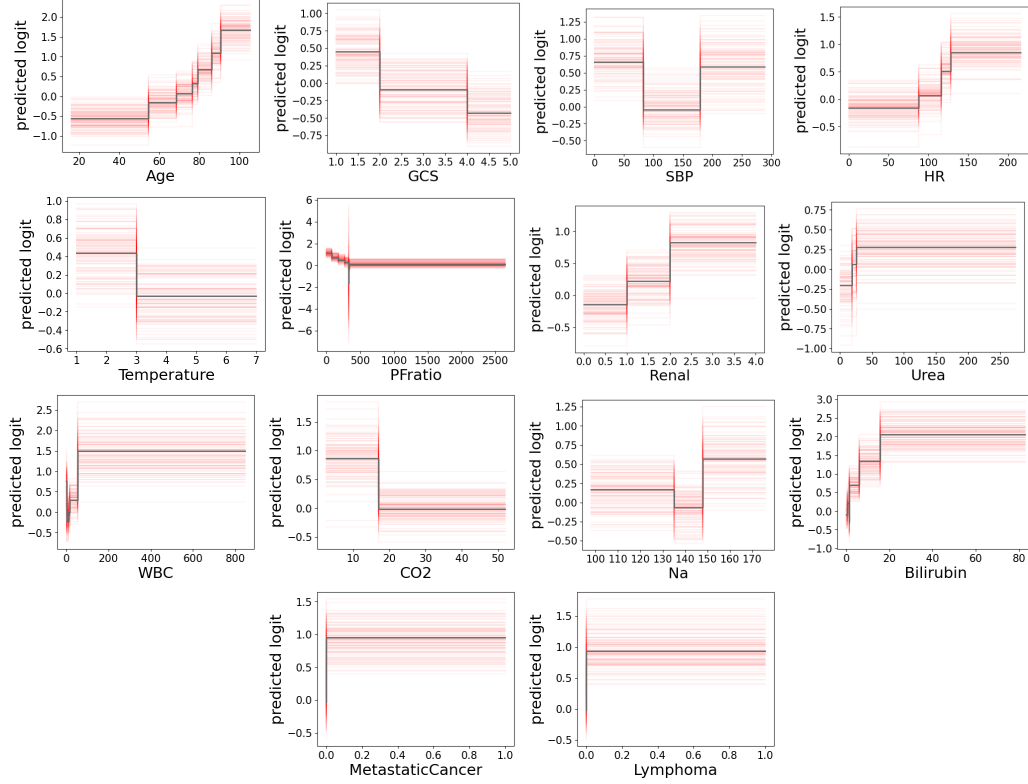 predicted logit
2.0
1.5
1.0
0.5
0.0
−0.5
−1.0
20 40 60 80 100
Age
predicted logit
1.00
0.75
0.50
0.25
0.00
−0.25
−0.50
−0.75
1.0 1.5 2.0 2.5 3.0 3.5 4.0 4.5 5.0
GCS
predicted logit
1.25
1.00
0.75
0.50
0.25
0.00
−0.25
−0.50
0 50 100 150 200 250 300
SBP
predicted logit
1.5
1.0
0.5
0.0
−0.5
0 50 100 150 200
HR
predicted logit
1.0
0.8
0.6
0.4
0.2
0.0
−0.2
−0.4
−0.6
1 2 3 4 5 6 7
Temperature
predicted logit
6
4
2
0
−2
−4
−6
0 500 1000 1500 2000 2500
PFratio
predicted logit
1.0
0.5
0.0
−0.5
0.0 0.5 1.0 1.5 2.0 2.5 3.0 3.5 4.0
Renal
predicted logit
0.75
0.50
0.25
0.00
−0.25
−0.50
−0.75
−1.00
0 50 100 150 200 250
Urea
predicted logit
2.5
2.0
1.5
1.0
0.5
0.0
−0.5
0 200 400 600 800
WBC
predicted logit
1.5
1.0
0.5
0.0
−0.5
10 20 30 40 50
CO2
predicted logit
1.25
1.00
0.75
0.50
0.25
0.00
−0.25
−0.50
100 110 120 130 140 150 160 170
Na
predicted logit
3.0
2.5
2.0
1.5
1.0
0.5
0.0
−0.5
−1.0
0 20 40 60 80
Bilirubin
predicted logit
1.5
1.0
0.5
0.0
−0.5
0.0 0.2 0.4 0.6 0.8 1.0
MetastaticCancer
predicted logit
1.5
1.0
0.5
0.0
−0.5
0.0 0.2 0.4 0.6 0.8 1.0
Lymphoma